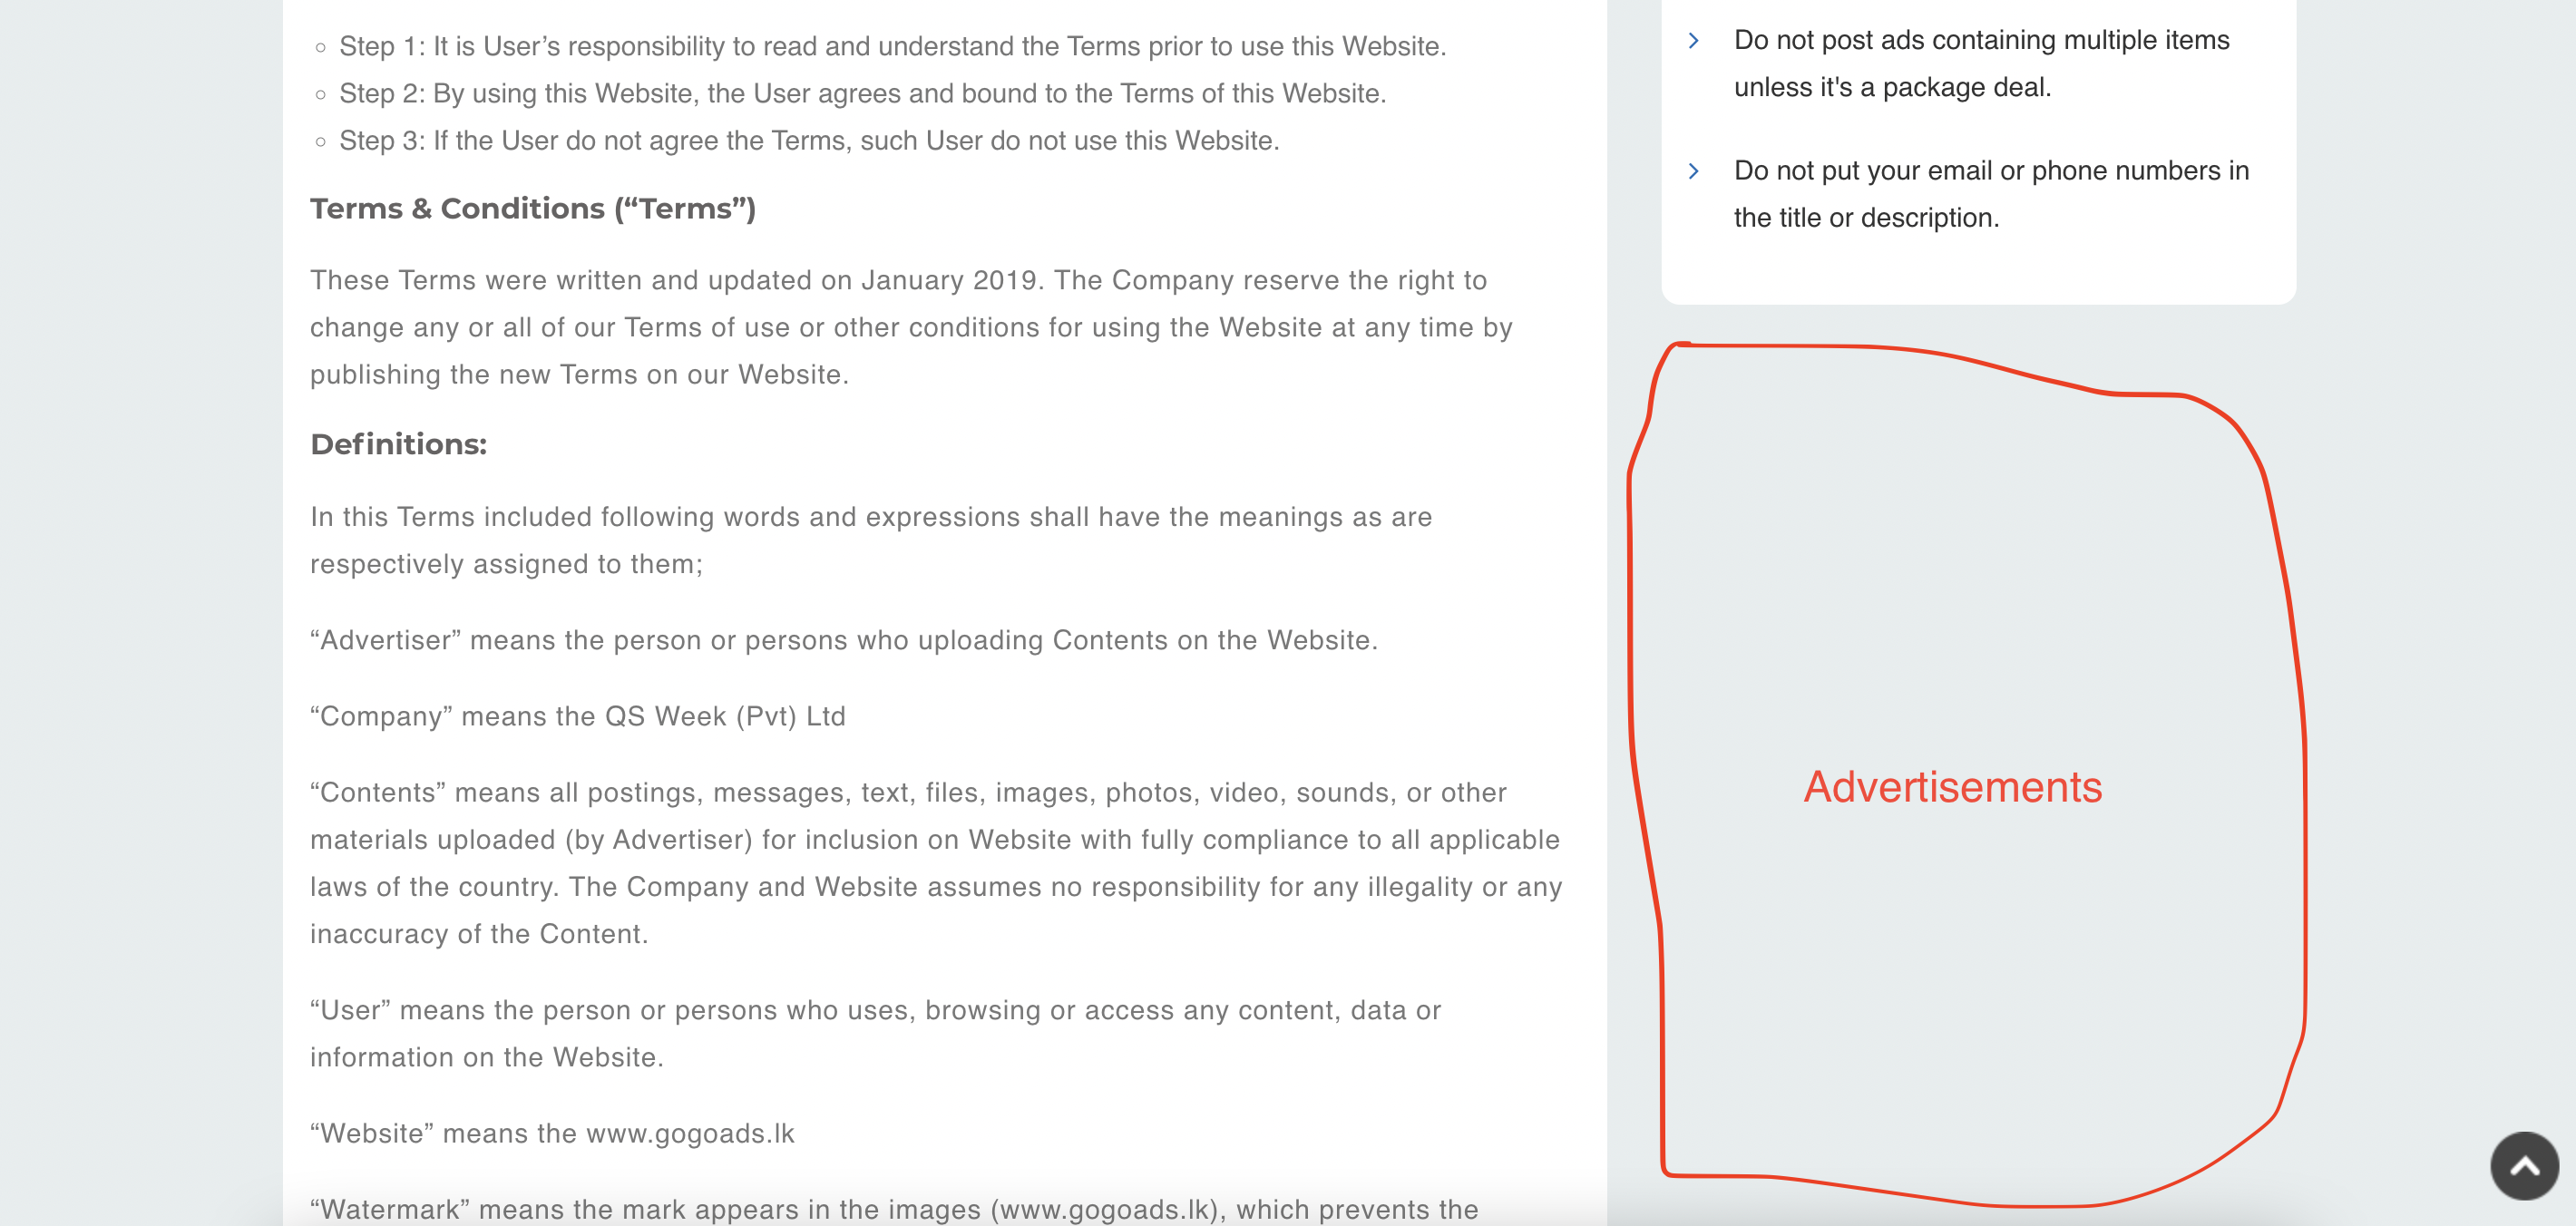 Step 1: It is User’s responsibility to read and understand the Terms prior to use this Website.
Step 2: By using this Website, the User agrees and bound to the Terms of this Website.
Step 3: If the User do not agree the Terms, such User do not use this Website.
Terms & Conditions (“Terms”)
These Terms were written and updated on January 2019. The Company reserve the right to
change any or all of our Terms of use or other conditions for using the Website at any time by
publishing the new Terms on our Website.
Definitions:
In this Terms included following words and expressions shall have the meanings as are
respectively assigned to them;
“Advertiser” means the person or persons who uploading Contents on the Website.
“Company” means the QS Week (Pvt) Ltd
“Contents” means all postings, messages, text, files, images, photos, video, sounds, or other
materials uploaded (by Advertiser) for inclusion on Website with fully compliance to all applicable
laws of the country. The Company and Website assumes no responsibility for any illegality or any
inaccuracy of the Content.
“User” means the person or persons who uses, browsing or access any content, data or
information on the Website.
“Website” means the www.gogoads.lk
“Watermark” means the mark appears in the images (www.gogoads.lk), which prevents the
Do not post ads containing multiple items
unless it's a package deal.
Do not put your email or phone numbers in
the title or description.
Advertisements